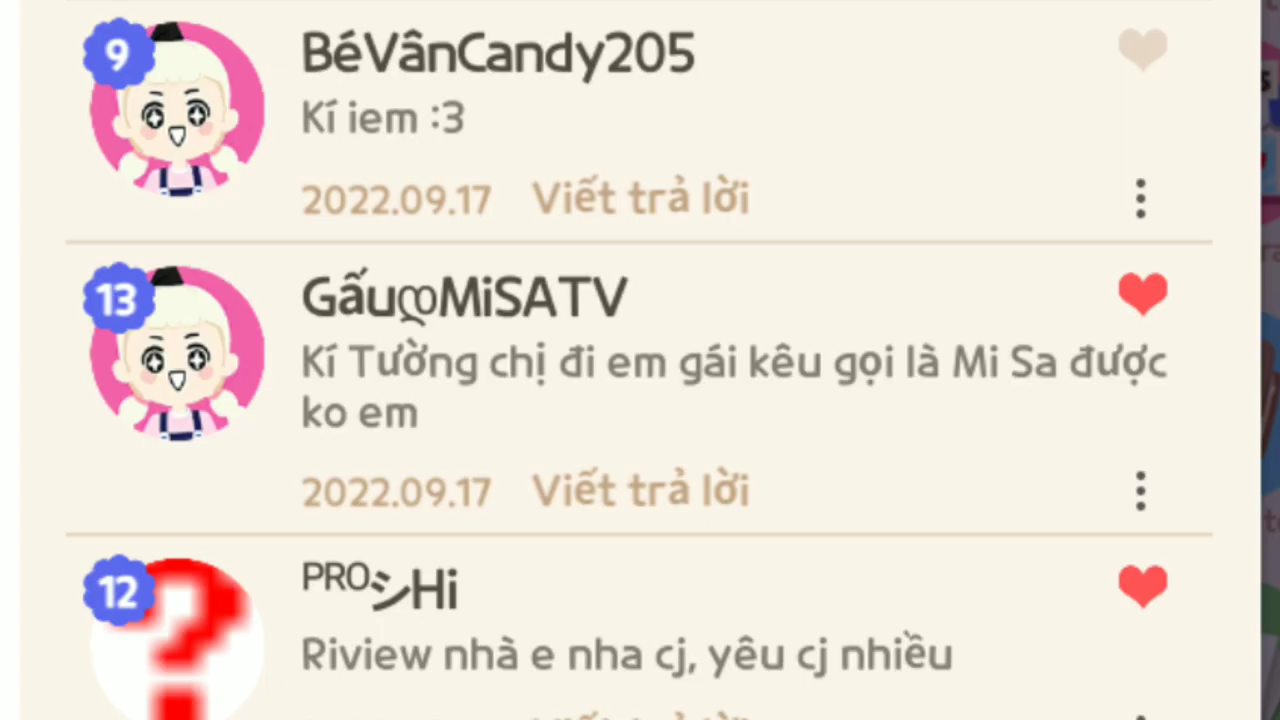 9
BéVânCandy205
Kí iem :3
2022.09.17 Viết trả lời
13
GấuღMiSATV
Kí Tường chị đi em gái kêu gọi là Mi Sa được
ko em
2022.09.17 Viết trả lời
12
ᴾᴿᴼシHi
Riview nhà e nha cj, yêu cj nhiều